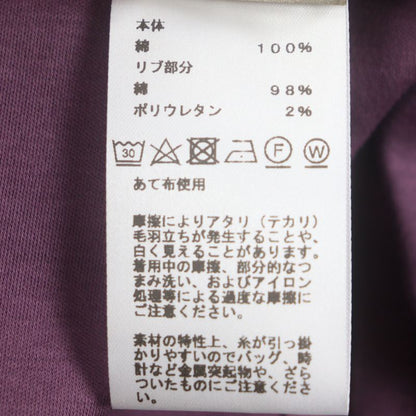 本体
綿 100%
リブ部分
綿 98%
ポリウレタン 2%
30 F W
あて布使用
摩擦によりアタリ（テカリ）
毛羽立ちが発生することや、
白く見えることがあります。
着用中の摩擦、部分的なつ
まみ洗い、およびアイロン
処理等による過度な摩擦に
ご注意ください。
素材の特性上、糸が引っ掛
かりやすいのでバッグ、時
計など金属突起物や、ざら
ついたものにご注意くださ
い。